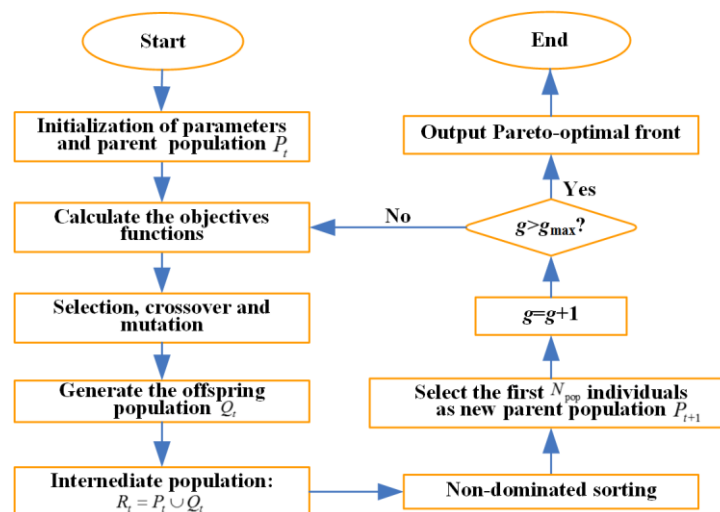 Start
Initialization of parameters
and parent population P_t
Calculate the objectives
functions
Selection, crossover and
mutation
Generate the offspring
population Q_t
Internediate population:
R_t = P_t ∪ Q_t
Non-dominated sorting
Select the first N_pop individuals
as new parent population P_{t+1}
g=g+1
g>g_max?
No
Yes
Output Pareto-optimal front
End